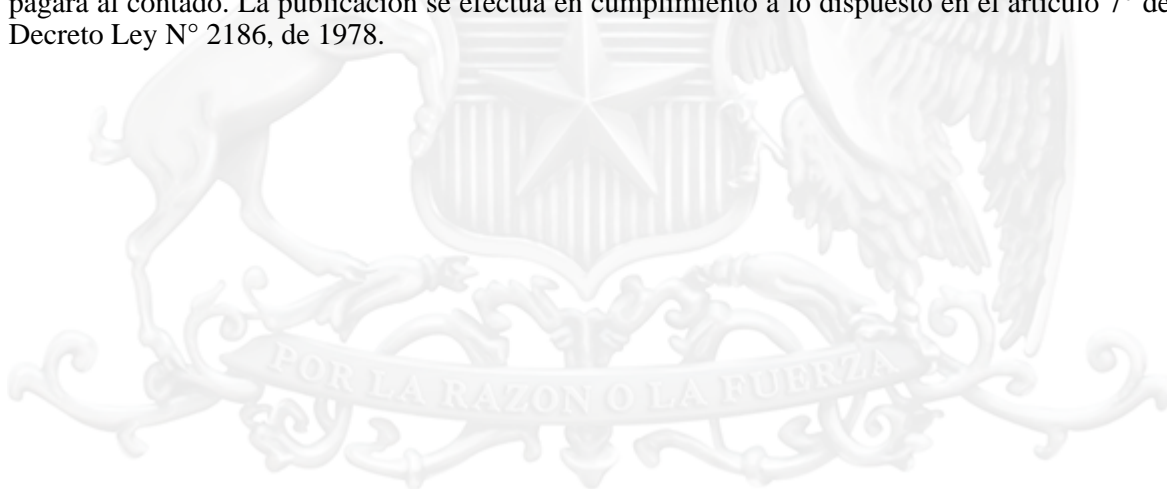 pagará al contado. La publicación se efectúa en cumplimiento a lo dispuesto en el artículo 7° de
Decreto Ley N° 2186, de 1978.
POR LA RAZON O LA FUERZA